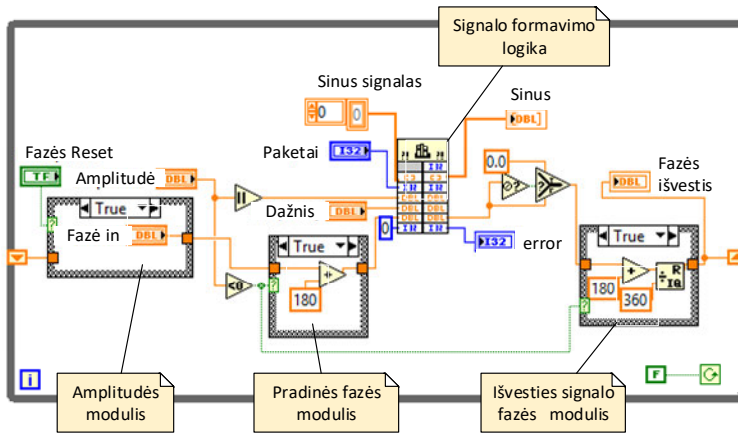 Signalo formavimo
logika
Sinus signalas
0
0
Sinus
DBL
Paketai
I32
0.0
Fazės Reset
TF
Amplitudė
DBL
Fazės
išvestis
DBL
Dažnis
DBL
True
Fazė in
DBL
0
I32
error
True
True
<0
180
180
360
R
IQ
i
F
Amplitudės
modulis
Pradinės fazės
modulis
Išvesties signalo
fazės modulis